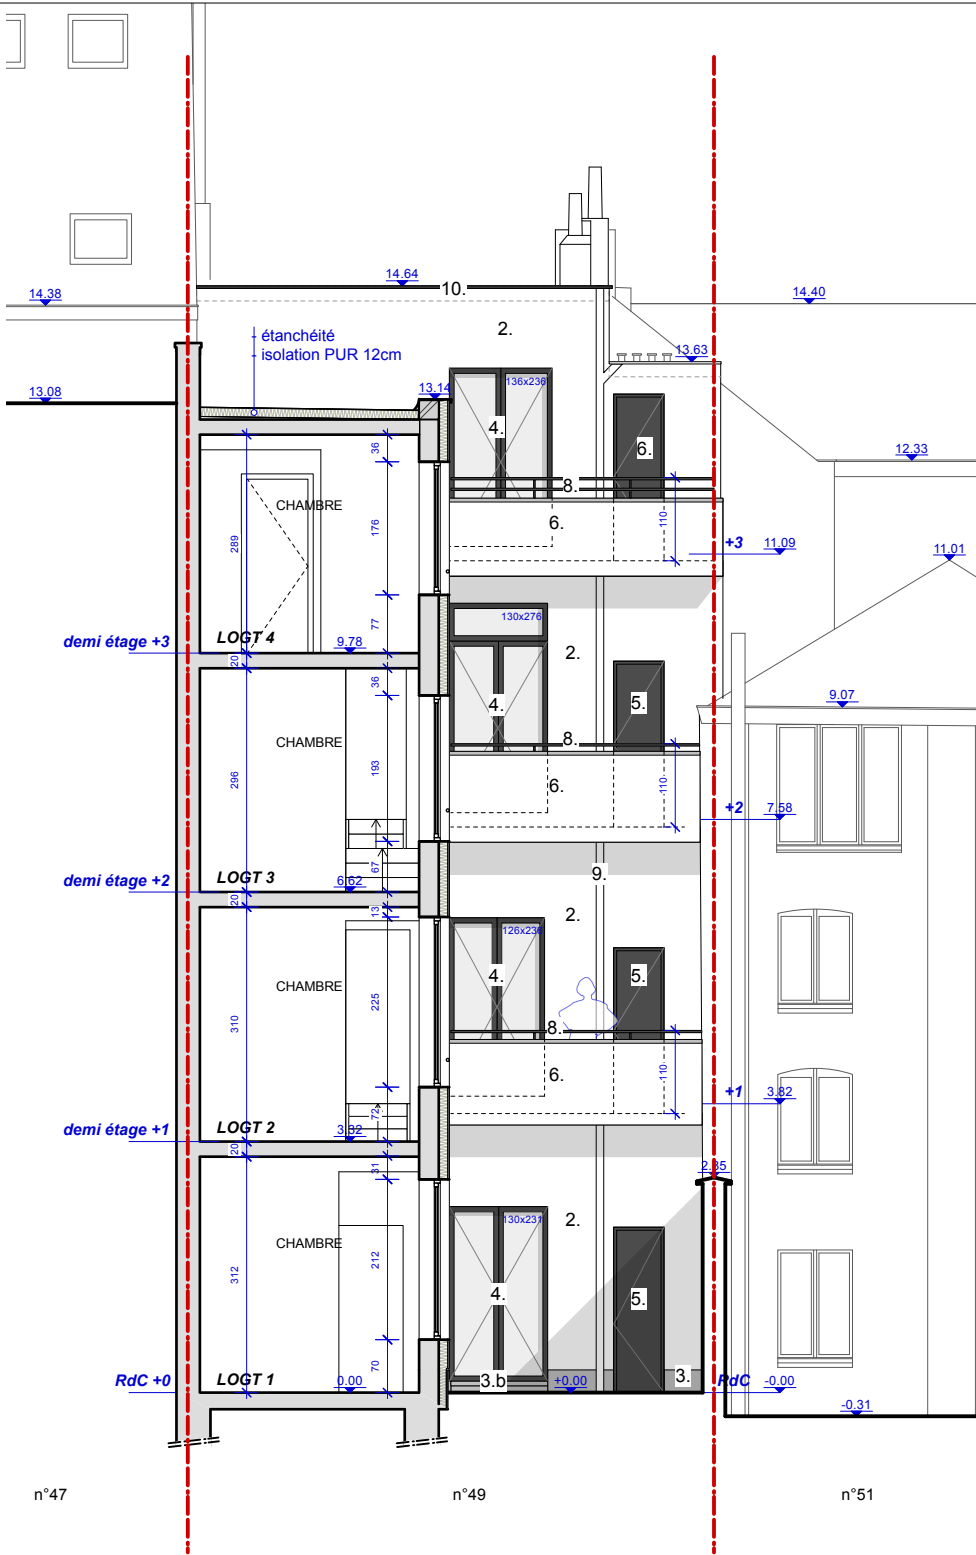 14.64
10.
14.38
14.40
2.
- étanchéité
- isolation PUR 12cm
13.63
13.08
13.14
136x236
4.
6.
12.33
36
8.
CHAMBRE
176
289
6.
110
+3
11.09
11.01
77
130x276
demi étage +3
LOGT 4
9.78
2.
20
36
4.
5.
9.07
CHAMBRE
8.
193
296
6.
110
+2
7.58
67
9.
demi étage +2
LOGT 3
6.62
20
13
2.
126x236
4.
5.
CHAMBRE
225
310
8.
6.
110
+1
3.82
72
demi étage +1
LOGT 2
3.32
20
31
2.85
130x231
2.
CHAMBRE
212
312
4.
5.
70
RdC +0
LOGT 1
0.00
3.b
+0.00
3.
RdC
-0.00
-0.31
n°47
n°49
n°51